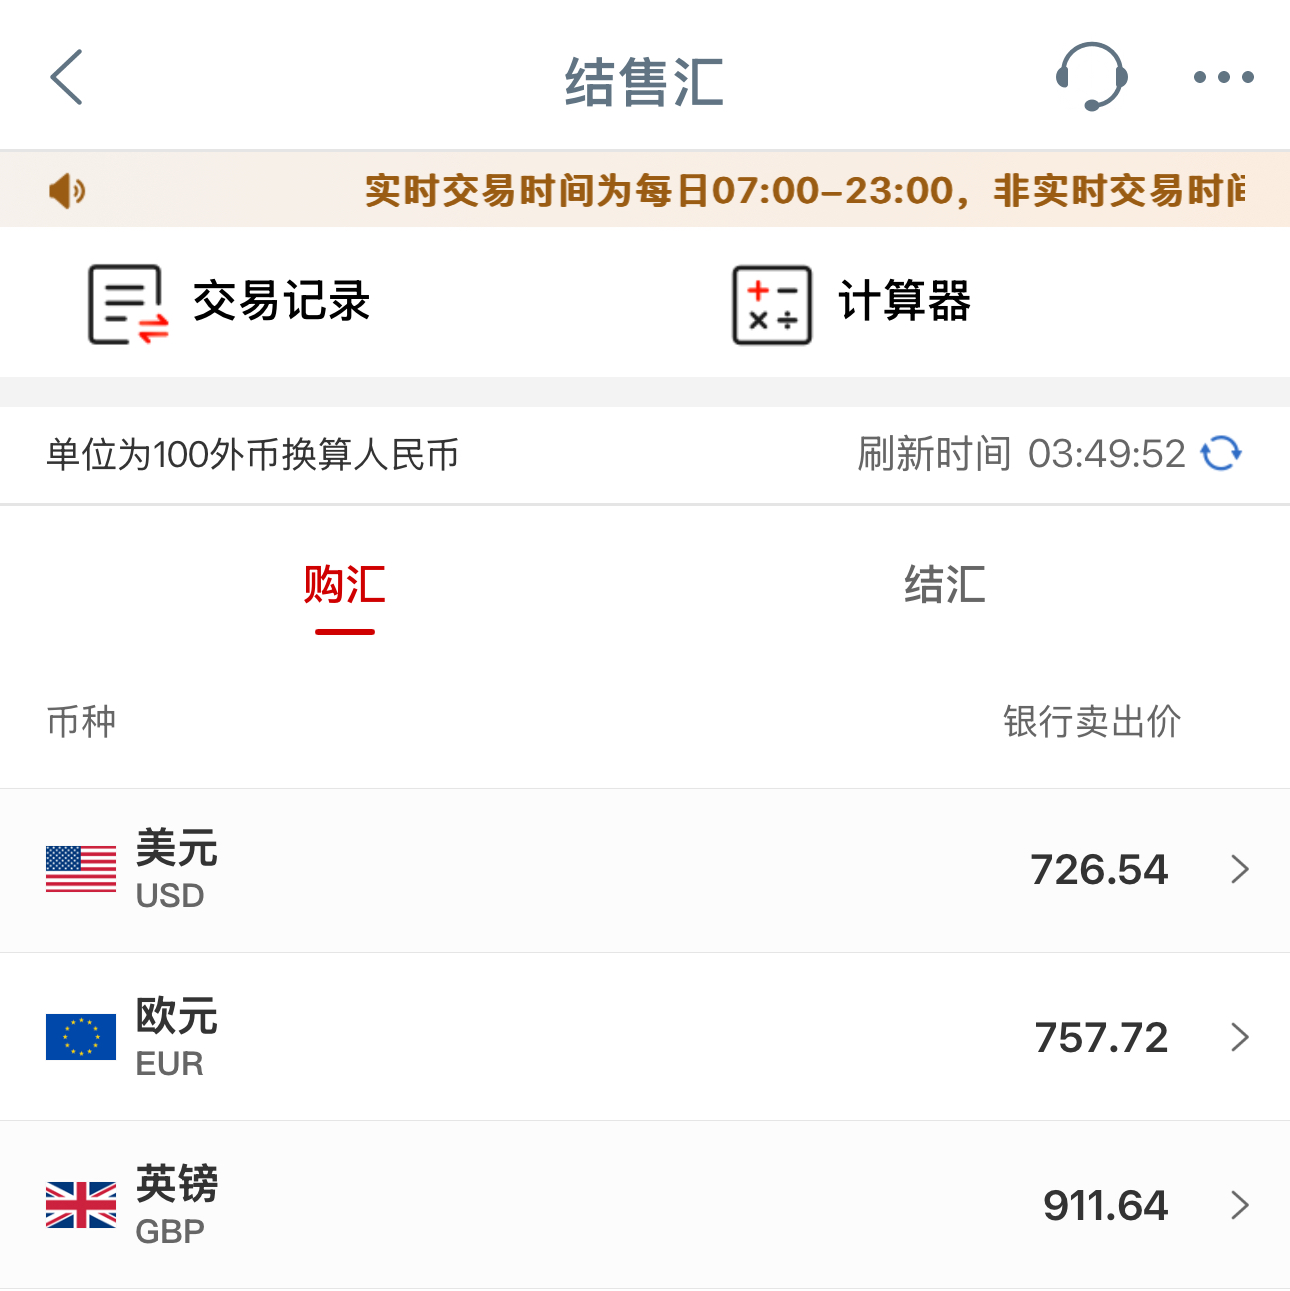 结售汇
实时交易时间为每日07:00-23:00，非实时交易时
交易记录
计算器
单位为100外币换算人民币
刷新时间 03:49:52
购汇
结汇
币种
银行卖出价
美元
USD
726.54
欧元
EUR
757.72
英镑
GBP
911.64